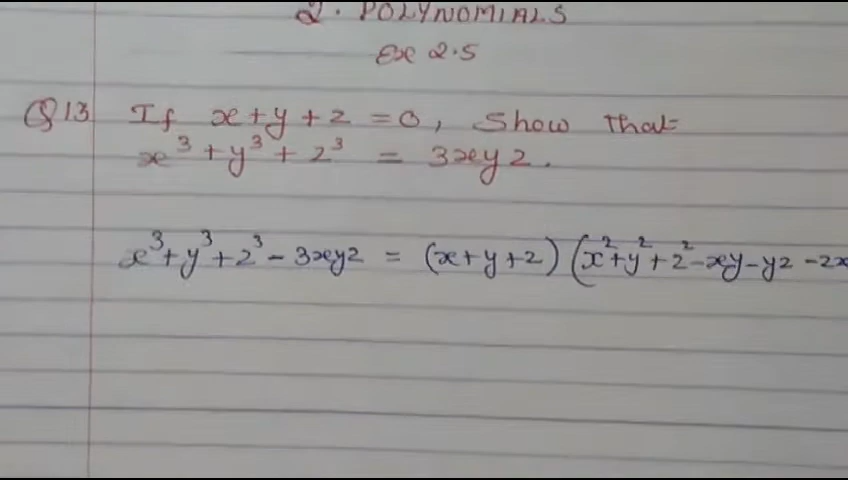 2. POLYNOMIALS
Ex 2.5
Q13 If x+y+z=0, Show that
x³+y³+z³ = 3xyz.
x³+y³+z³-3xyz = (x+y+z)(x²+y²+z²-xy-yz-zx